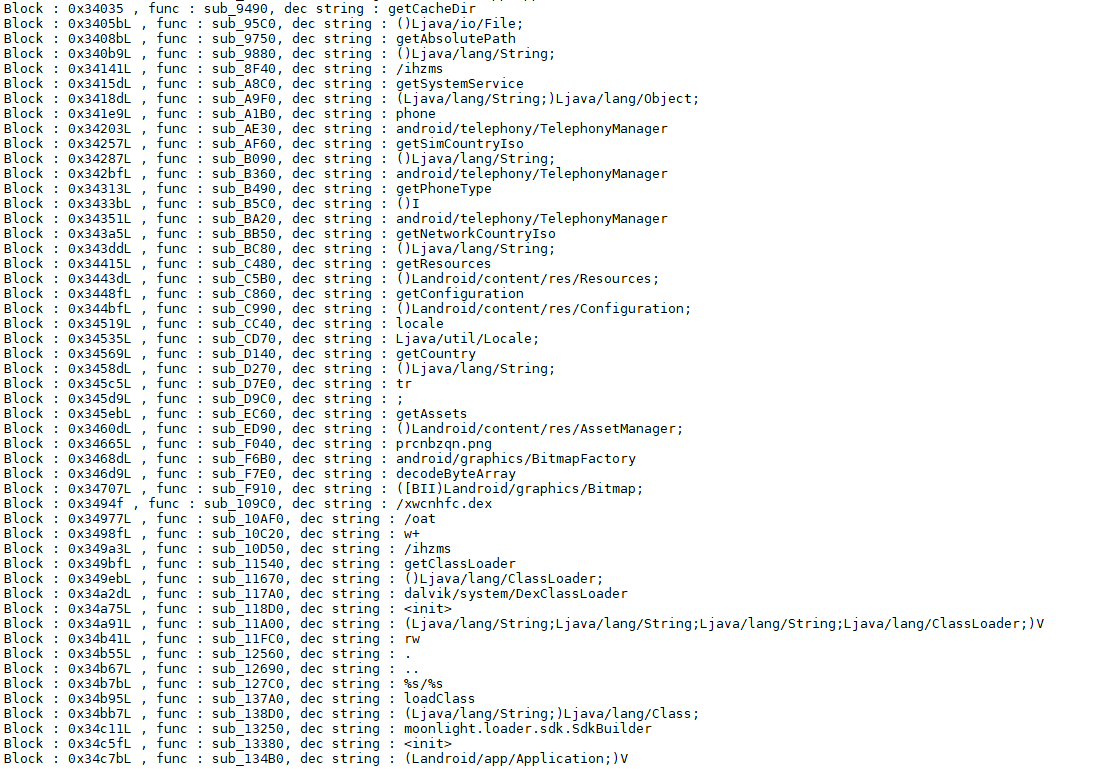 Block : 0x34035 , func : sub_9490, dec string : getCacheDir
Block : 0x3405bL , func : sub_95C0, dec string : ()Ljava/io/File;
Block : 0x3408bL , func : sub_9750, dec string : getAbsolutePath
Block : 0x340b9L , func : sub_9880, dec string : ()Ljava/lang/String;
Block : 0x34141L , func : sub_8F40, dec string : /ihzms
Block : 0x3415dL , func : sub_A8C0, dec string : getSystemService
Block : 0x3418dL , func : sub_A9F0, dec string : (Ljava/lang/String;)Ljava/lang/Object;
Block : 0x341e9L , func : sub_A1B0, dec string : phone
Block : 0x34203L , func : sub_AE30, dec string : android/telephony/TelephonyManager
Block : 0x34257L , func : sub_AF60, dec string : getSimCountryIso
Block : 0x34287L , func : sub_B090, dec string : ()Ljava/lang/String;
Block : 0x342bfL , func : sub_B360, dec string : android/telephony/TelephonyManager
Block : 0x34313L , func : sub_B490, dec string : getPhoneType
Block : 0x3433bL , func : sub_B5C0, dec string : ()I
Block : 0x34351L , func : sub_BA20, dec string : android/telephony/TelephonyManager
Block : 0x343a5L , func : sub_BB50, dec string : getNetworkCountryIso
Block : 0x343ddL , func : sub_BC80, dec string : ()Ljava/lang/String;
Block : 0x34415L , func : sub_C480, dec string : getResources
Block : 0x3443dL , func : sub_C5B0, dec string : ()Landroid/content/res/Resources;
Block : 0x3448fL , func : sub_C860, dec string : getConfiguration
Block : 0x344bfL , func : sub_C990, dec string : ()Landroid/content/res/Configuration;
Block : 0x34519L , func : sub_CC40, dec string : locale
Block : 0x34535L , func : sub_CD70, dec string : Ljava/util/Locale;
Block : 0x34569L , func : sub_D140, dec string : getCountry
Block : 0x3458dL , func : sub_D270, dec string : ()Ljava/lang/String;
Block : 0x345c5L , func : sub_D7E0, dec string : tr
Block : 0x345d9L , func : sub_D9C0, dec string : ;
Block : 0x345ebL , func : sub_EC60, dec string : getAssets
Block : 0x3460dL , func : sub_ED90, dec string : ()Landroid/content/res/AssetManager;
Block : 0x34665L , func : sub_F040, dec string : prcnbzqn.png
Block : 0x3468dL , func : sub_F6B0, dec string : android/graphics/BitmapFactory
Block : 0x346d9L , func : sub_F7E0, dec string : decodeByteArray
Block : 0x34707L , func : sub_F910, dec string : ([BII)Landroid/graphics/Bitmap;
Block : 0x3494f , func : sub_109C0, dec string : /xwcnhfc.dex
Block : 0x34977L , func : sub_10AF0, dec string : /oat
Block : 0x3498fL , func : sub_10C20, dec string : w+
Block : 0x349a3L , func : sub_10D50, dec string : /ihzms
Block : 0x349bfL , func : sub_11540, dec string : getClassLoader
Block : 0x349ebL , func : sub_11670, dec string : ()Ljava/lang/ClassLoader;
Block : 0x34a2dL , func : sub_117A0, dec string : dalvik/system/DexClassLoader
Block : 0x34a75L , func : sub_118D0, dec string : <init>
Block : 0x34a91L , func : sub_11A00, dec string : (Ljava/lang/String;Ljava/lang/String;Ljava/lang/String;Ljava/lang/ClassLoader;)V
Block : 0x34b41L , func : sub_11FC0, dec string : rw
Block : 0x34b55L , func : sub_12560, dec string : .
Block : 0x34b67L , func : sub_12690, dec string : ..
Block : 0x34b7bL , func : sub_127C0, dec string : %s/%s
Block : 0x34b95L , func : sub_137A0, dec string : loadClass
Block : 0x34bb7L , func : sub_138D0, dec string : (Ljava/lang/String;)Ljava/lang/Class;
Block : 0x34c11L , func : sub_13250, dec string : moonlight.loader.sdk.SdkBuilder
Block : 0x34c5fL , func : sub_13380, dec string : <init>
Block : 0x34c7bL , func : sub_134B0, dec string : (Landroid/app/Application;)V